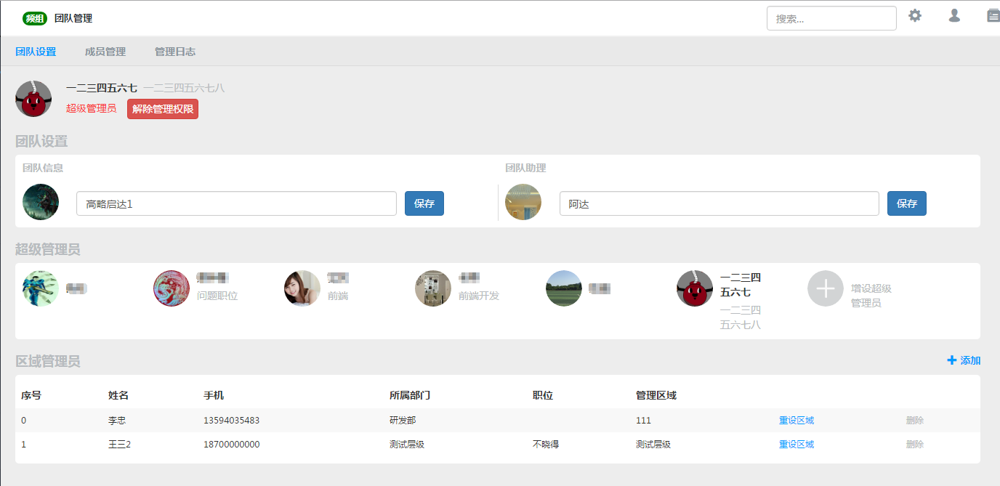 频组 团队管理 搜索...
团队设置 成员管理 管理日志
一二三四五六七 一二三四五六七八
超级管理员 解除管理权限
团队设置
团队信息 团队助理
高略启达1 保存 阿达 保存
超级管理员
问题职位
前端
前端开发
一二三四
五六七
一二三四
五六七八
增设超级
管理员
区域管理员 添加
序号 姓名 手机 所属部门 职位 管理区域
0 李忠 13594035483 研发部 111 重设区域 删除
1 王三2 18700000000 测试层级 不晓得 测试层级 重设区域 删除